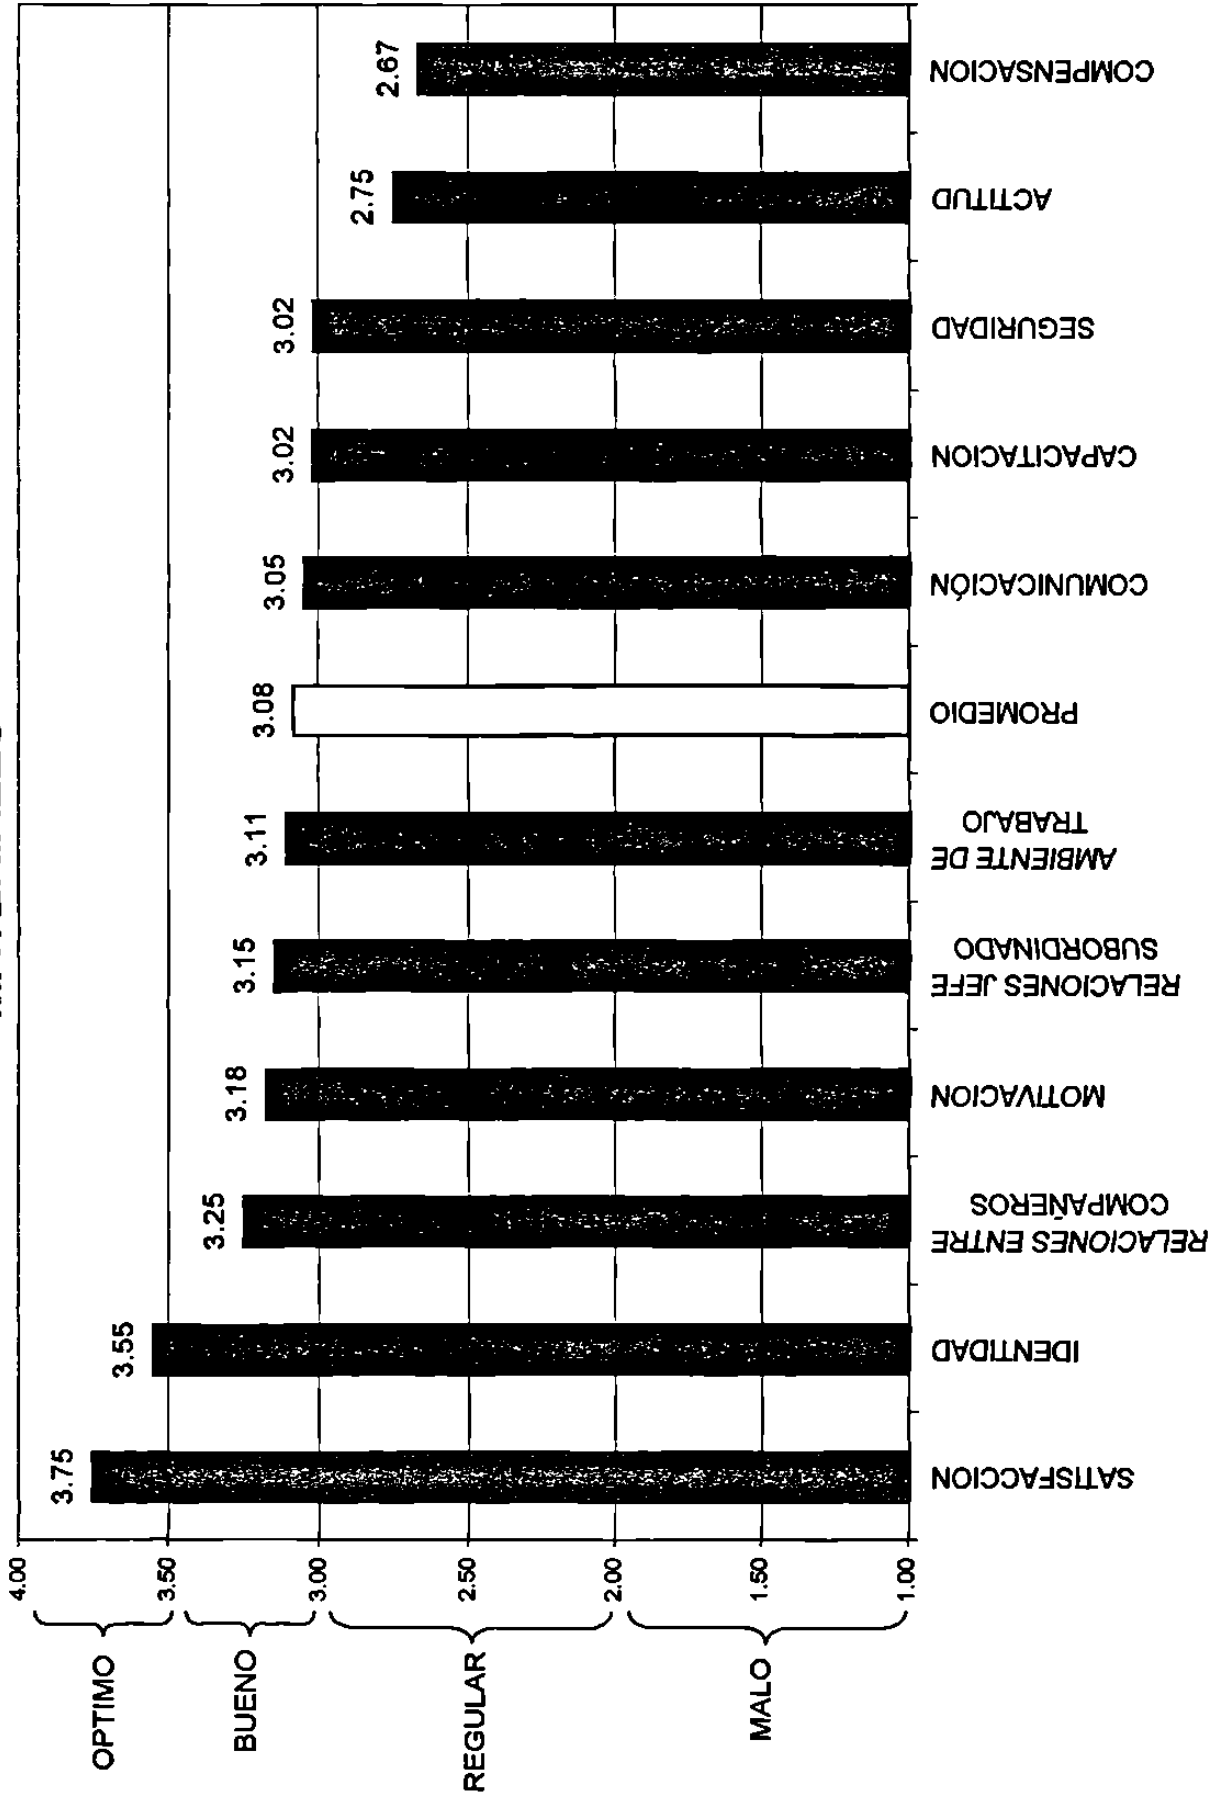 4.00
3.50
3.00
2.50
2.00
1.50
1.00
OPTIMO
BUENO
REGULAR
MALO
3.75
3.55
3.25
3.18
3.15
3.11
3.08
3.05
3.02
3.02
2.75
2.67
SATISFACCION
IDENTIDAD
RELACIONES ENTRE
COMPAÑEROS
MOTIVACION
RELACIONES JEFE
SUBORDINADO
AMBIENTE DE
TRABAJO
PROMEDIO
COMUNICACIÓN
CAPACITACION
SEGURIDAD
ACTITUD
COMPENSACION